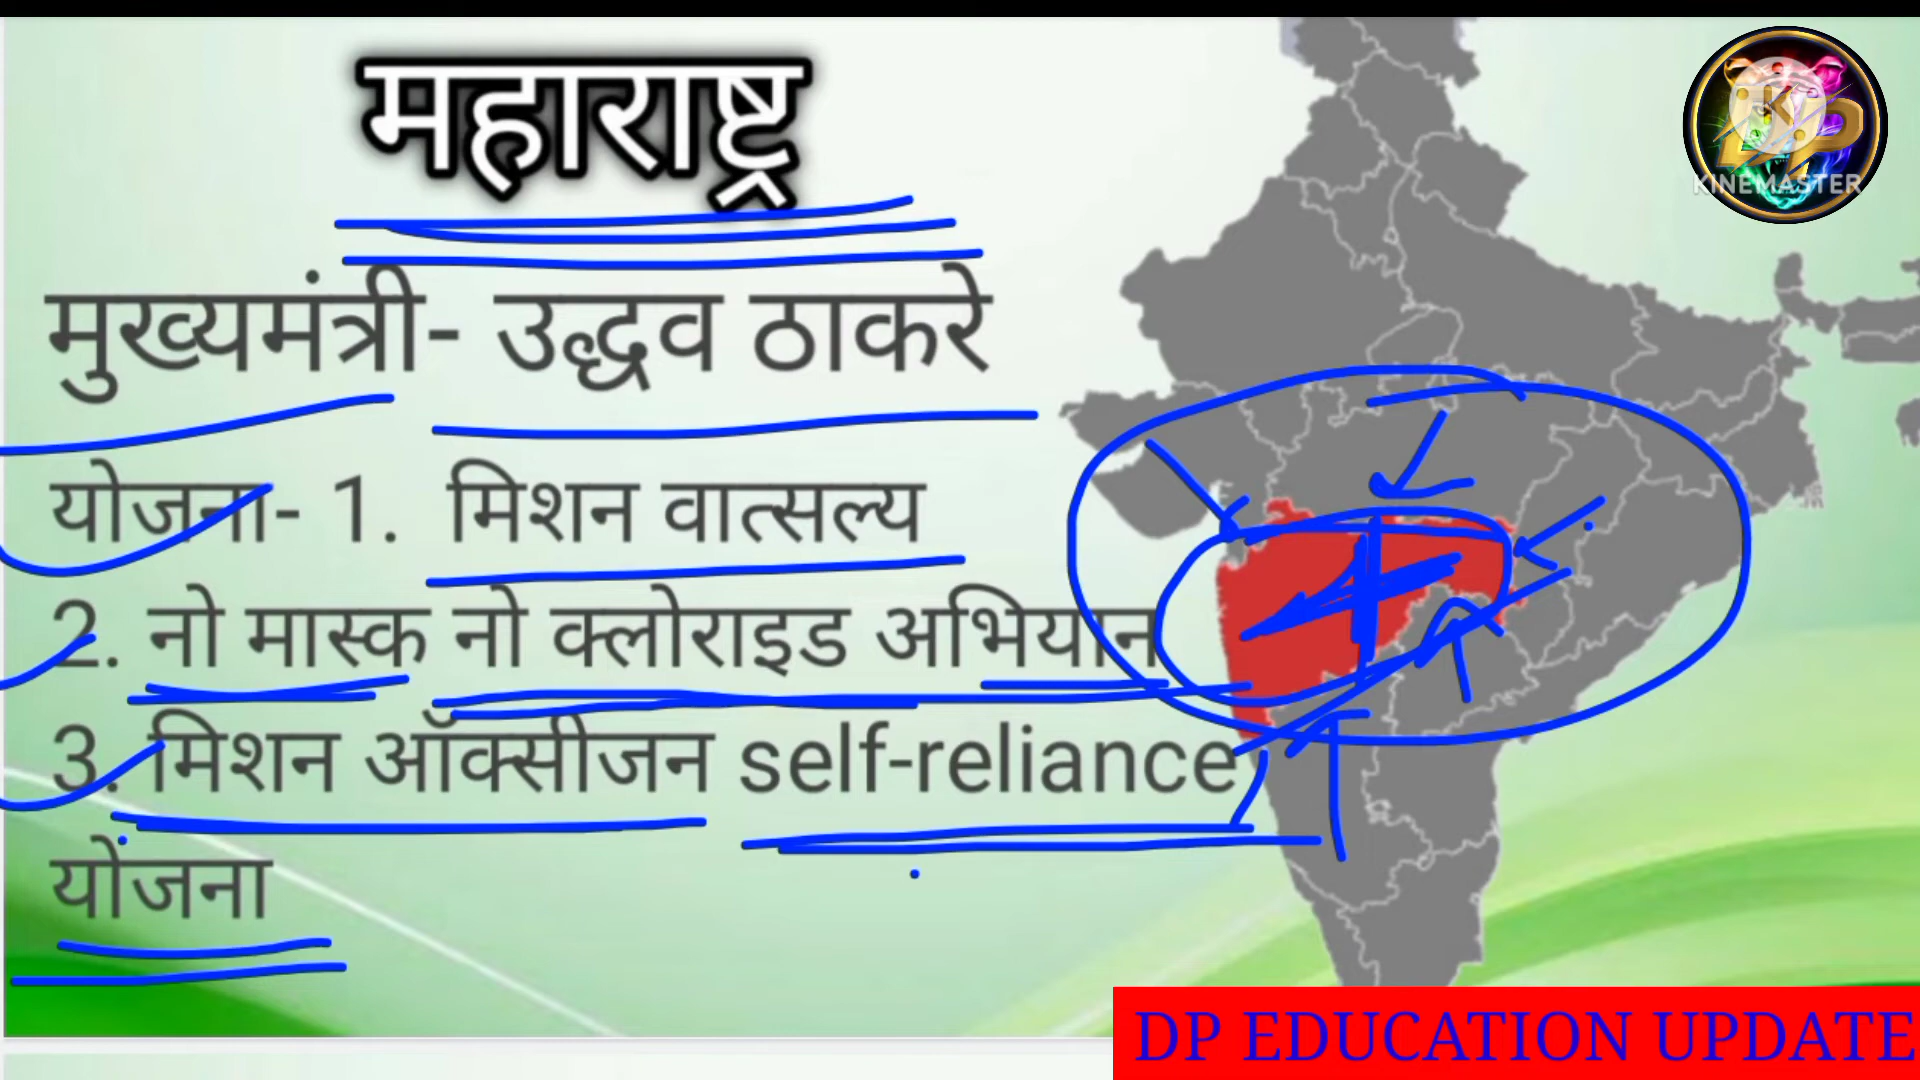 महाराष्ट्र
मुख्यमंत्री- उद्धव ठाकरे
योजना- 1. मिशन वात्सल्य
2. नो मास्क नो क्लोराइड अभियान
3. मिशन ऑक्सीजन self-reliance
योजना
DP
KINEMASTER
DP EDUCATION UPDATE